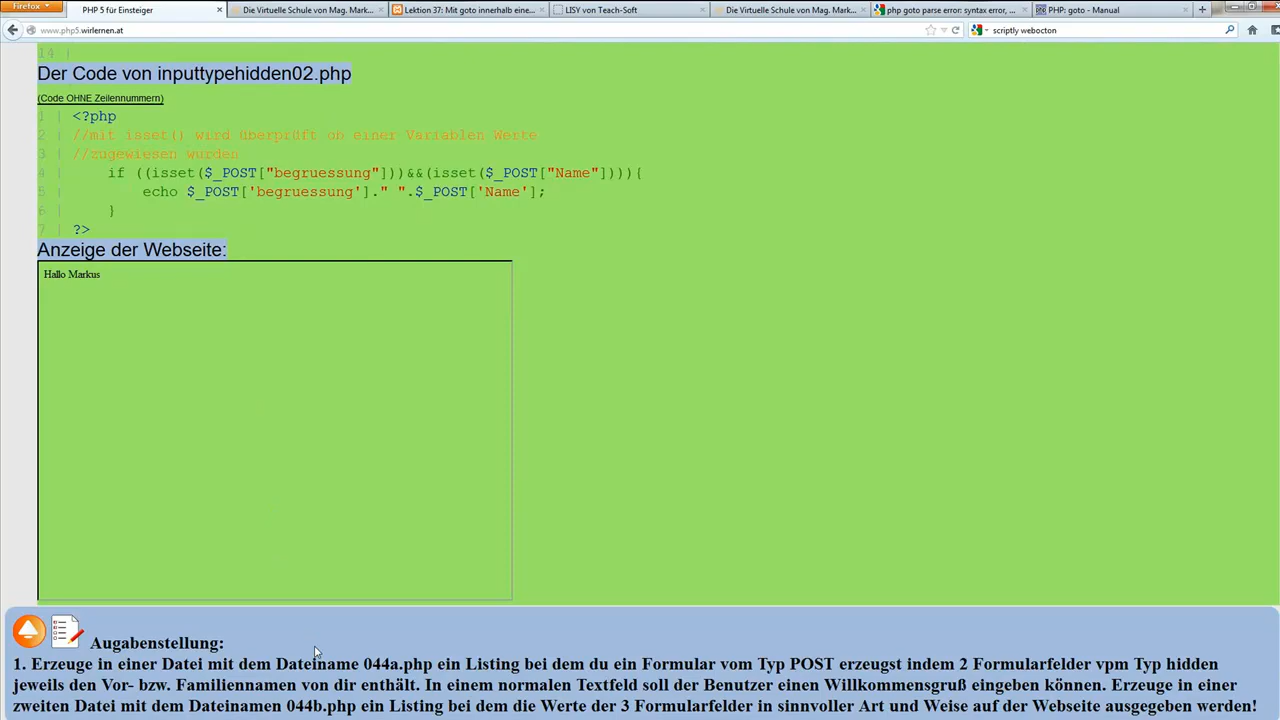 Firefox
PHP 5 für Einsteiger
Die Virtuelle Schule von Mag. Mark...
Lektion 37: Mit goto innerhalb eine...
LISY von Teach-Soft
Die Virtuelle Schule von Mag. Mark...
php goto parse error: syntax error, ...
PHP: goto - Manual
www.php5.wirlernen.at
scriptly webocton
14 |
Der Code von inputtypehidden02.php
(Code OHNE Zeilennummern)
1 | <?php
2 | //mit isset() wird überprüft ob einer Variablen Werte
3 | //zugewiesen wurden
4 | if ((isset($_POST["begruessung"]))&&(isset($_POST["Name"]))){
5 | echo $_POST['begruessung']." ".$_POST['Name'];
6 | }
7 | ?>
Anzeige der Webseite:
Hallo Markus
Augabenstellung:
1. Erzeuge in einer Datei mit dem Dateiname 044a.php ein Listing bei dem du ein Formular vom Typ POST erzeugst indem 2 Formularfelder vpm Typ hidden
jeweils den Vor- bzw. Familiennamen von dir enthält. In einem normalen Textfeld soll der Benutzer einen Willkommensgruß eingeben können. Erzeuge in einer
zweiten Datei mit dem Dateinamen 044b.php ein Listing bei dem die Werte der 3 Formularfelder in sinnvoller Art und Weise auf der Webseite ausgegeben werden!